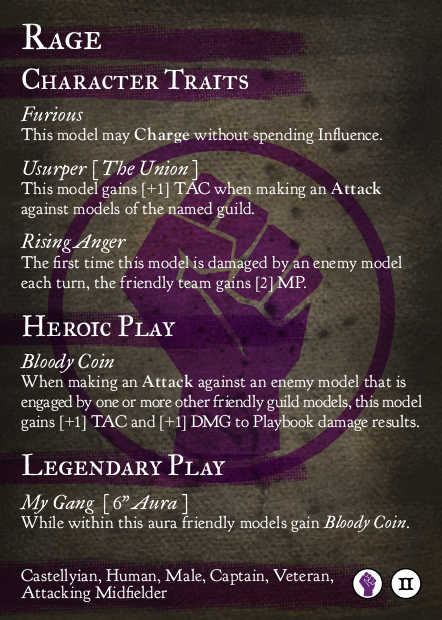 Rage
Character Traits
Furious
This model may Charge without spending Influence.
Usurper [ The Union ]
This model gains [+1] TAC when making an Attack
against models of the named guild.
Rising Anger
The first time this model is damaged by an enemy model
each turn, the friendly team gains [2] MP.
Heroic Play
Bloody Coin
When making an Attack against an enemy model that is
engaged by one or more other friendly guild models, this model
gains [+1] TAC and [+1] DMG to Playbook damage results.
Legendary Play
My Gang [ 6" Aura ]
While within this aura friendly models gain Bloody Coin.
Castellyian, Human, Male, Captain, Veteran,
Attacking Midfielder
II